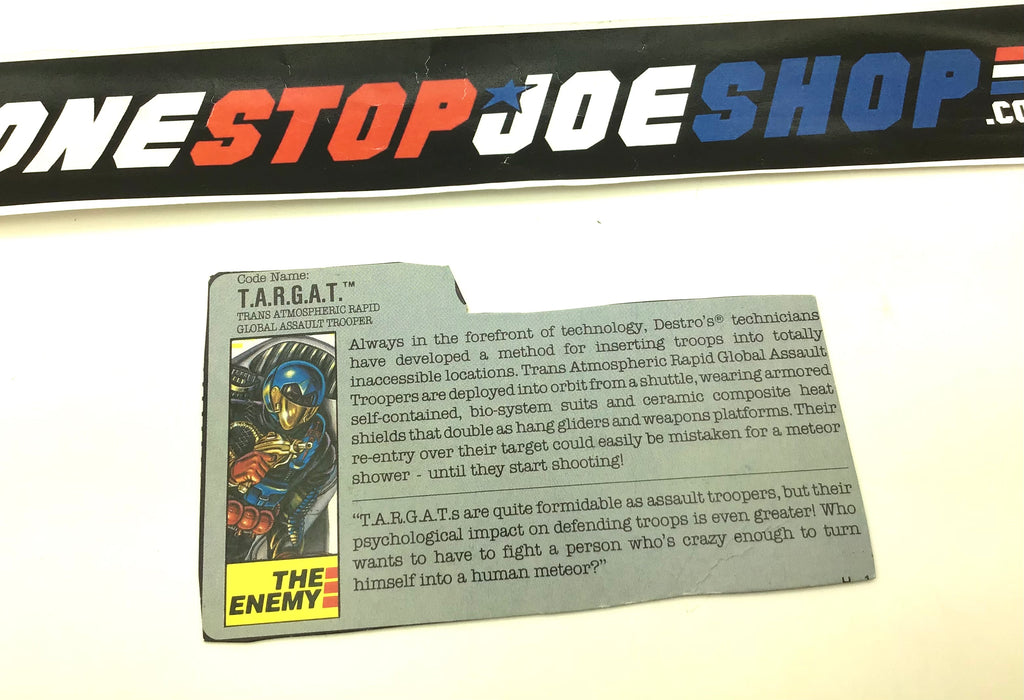 ONESTOPJOESHOP
.CO
Code Name:
T.A.R.G.A.T.™
TRANS ATMOSPHERIC RAPID
GLOBAL ASSAULT TROOPER
Always in the forefront of technology, Destro's® technicians
have developed a method for inserting troops into totally
inaccessible locations. Trans Atmospheric Rapid Global Assault
Troopers are deployed into orbit from a shuttle, wearing armored
self-contained, bio-system suits and ceramic composite heat
shields that double as hang gliders and weapons platforms. Their
re-entry over their target could easily be mistaken for a meteor
shower - until they start shooting!
"T.A.R.G.A.T.s are quite formidable as assault troopers, but their
psychological impact on defending troops is even greater! Who
wants to have to fight a person who's crazy enough to turn
himself into a human meteor?"
THE
ENEMY